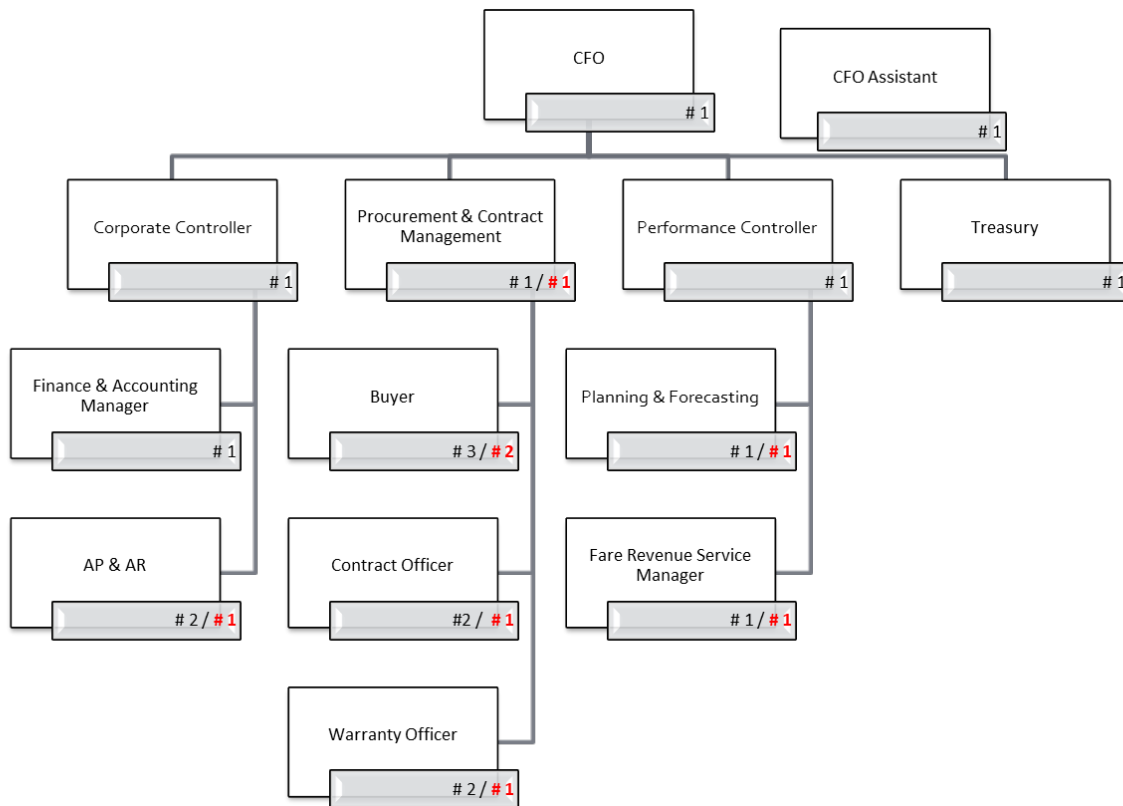 CFO
# 1
CFO Assistant
# 1
Corporate Controller
# 1
Procurement & Contract
Management
# 1 / # 1
Performance Controller
# 1
Treasury
# 1
Finance & Accounting
Manager
# 1
Buyer
# 3 / # 2
Planning & Forecasting
# 1 / # 1
AP & AR
# 2 / # 1
Contract Officer
#2 / # 1
Fare Revenue Service
Manager
# 1 / # 1
Warranty Officer
# 2 / # 1